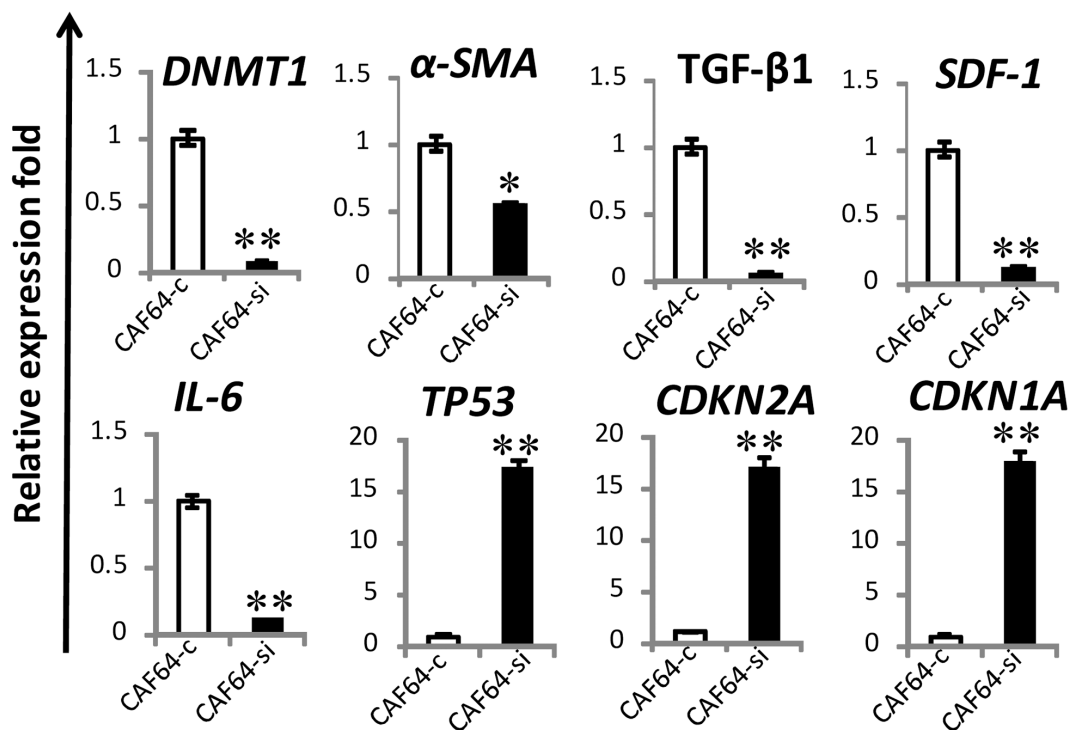 Relative expression fold
DNMT1
1.5
1
0.5
0
**
CAF64-c
CAF64-si
α-SMA
1.5
1
0.5
0
*
CAF64-c
CAF64-si
TGF-β1
1.5
1
0.5
0
**
CAF64-c
CAF64-si
SDF-1
1.5
1
0.5
0
**
CAF64-c
CAF64-si
IL-6
1.5
1
0.5
0
**
CAF64-c
CAF64-si
TP53
20
15
10
5
0
**
CAF64-c
CAF64-si
CDKN2A
20
15
10
5
0
**
CAF64-c
CAF64-si
CDKN1A
20
15
10
5
0
**
CAF64-c
CAF64-si